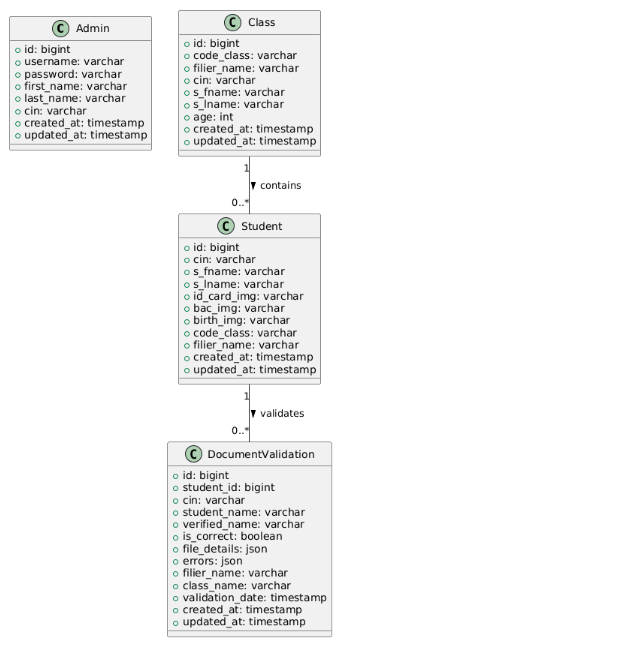 C Admin
id: bigint
username: varchar
password: varchar
first_name: varchar
last_name: varchar
cin: varchar
created_at: timestamp
updated_at: timestamp
C Class
id: bigint
code_class: varchar
filier_name: varchar
cin: varchar
s_fname: varchar
s_lname: varchar
age: int
created_at: timestamp
updated_at: timestamp
1
contains
0..*
C Student
id: bigint
cin: varchar
s_fname: varchar
s_lname: varchar
id_card_img: varchar
bac_img: varchar
birth_img: varchar
code_class: varchar
filier_name: varchar
created_at: timestamp
updated_at: timestamp
1
validates
0..*
C DocumentValidation
id: bigint
student_id: bigint
cin: varchar
student_name: varchar
verified_name: varchar
is_correct: boolean
file_details: json
errors: json
filier_name: varchar
class_name: varchar
validation_date: timestamp
created_at: timestamp
updated_at: timestamp